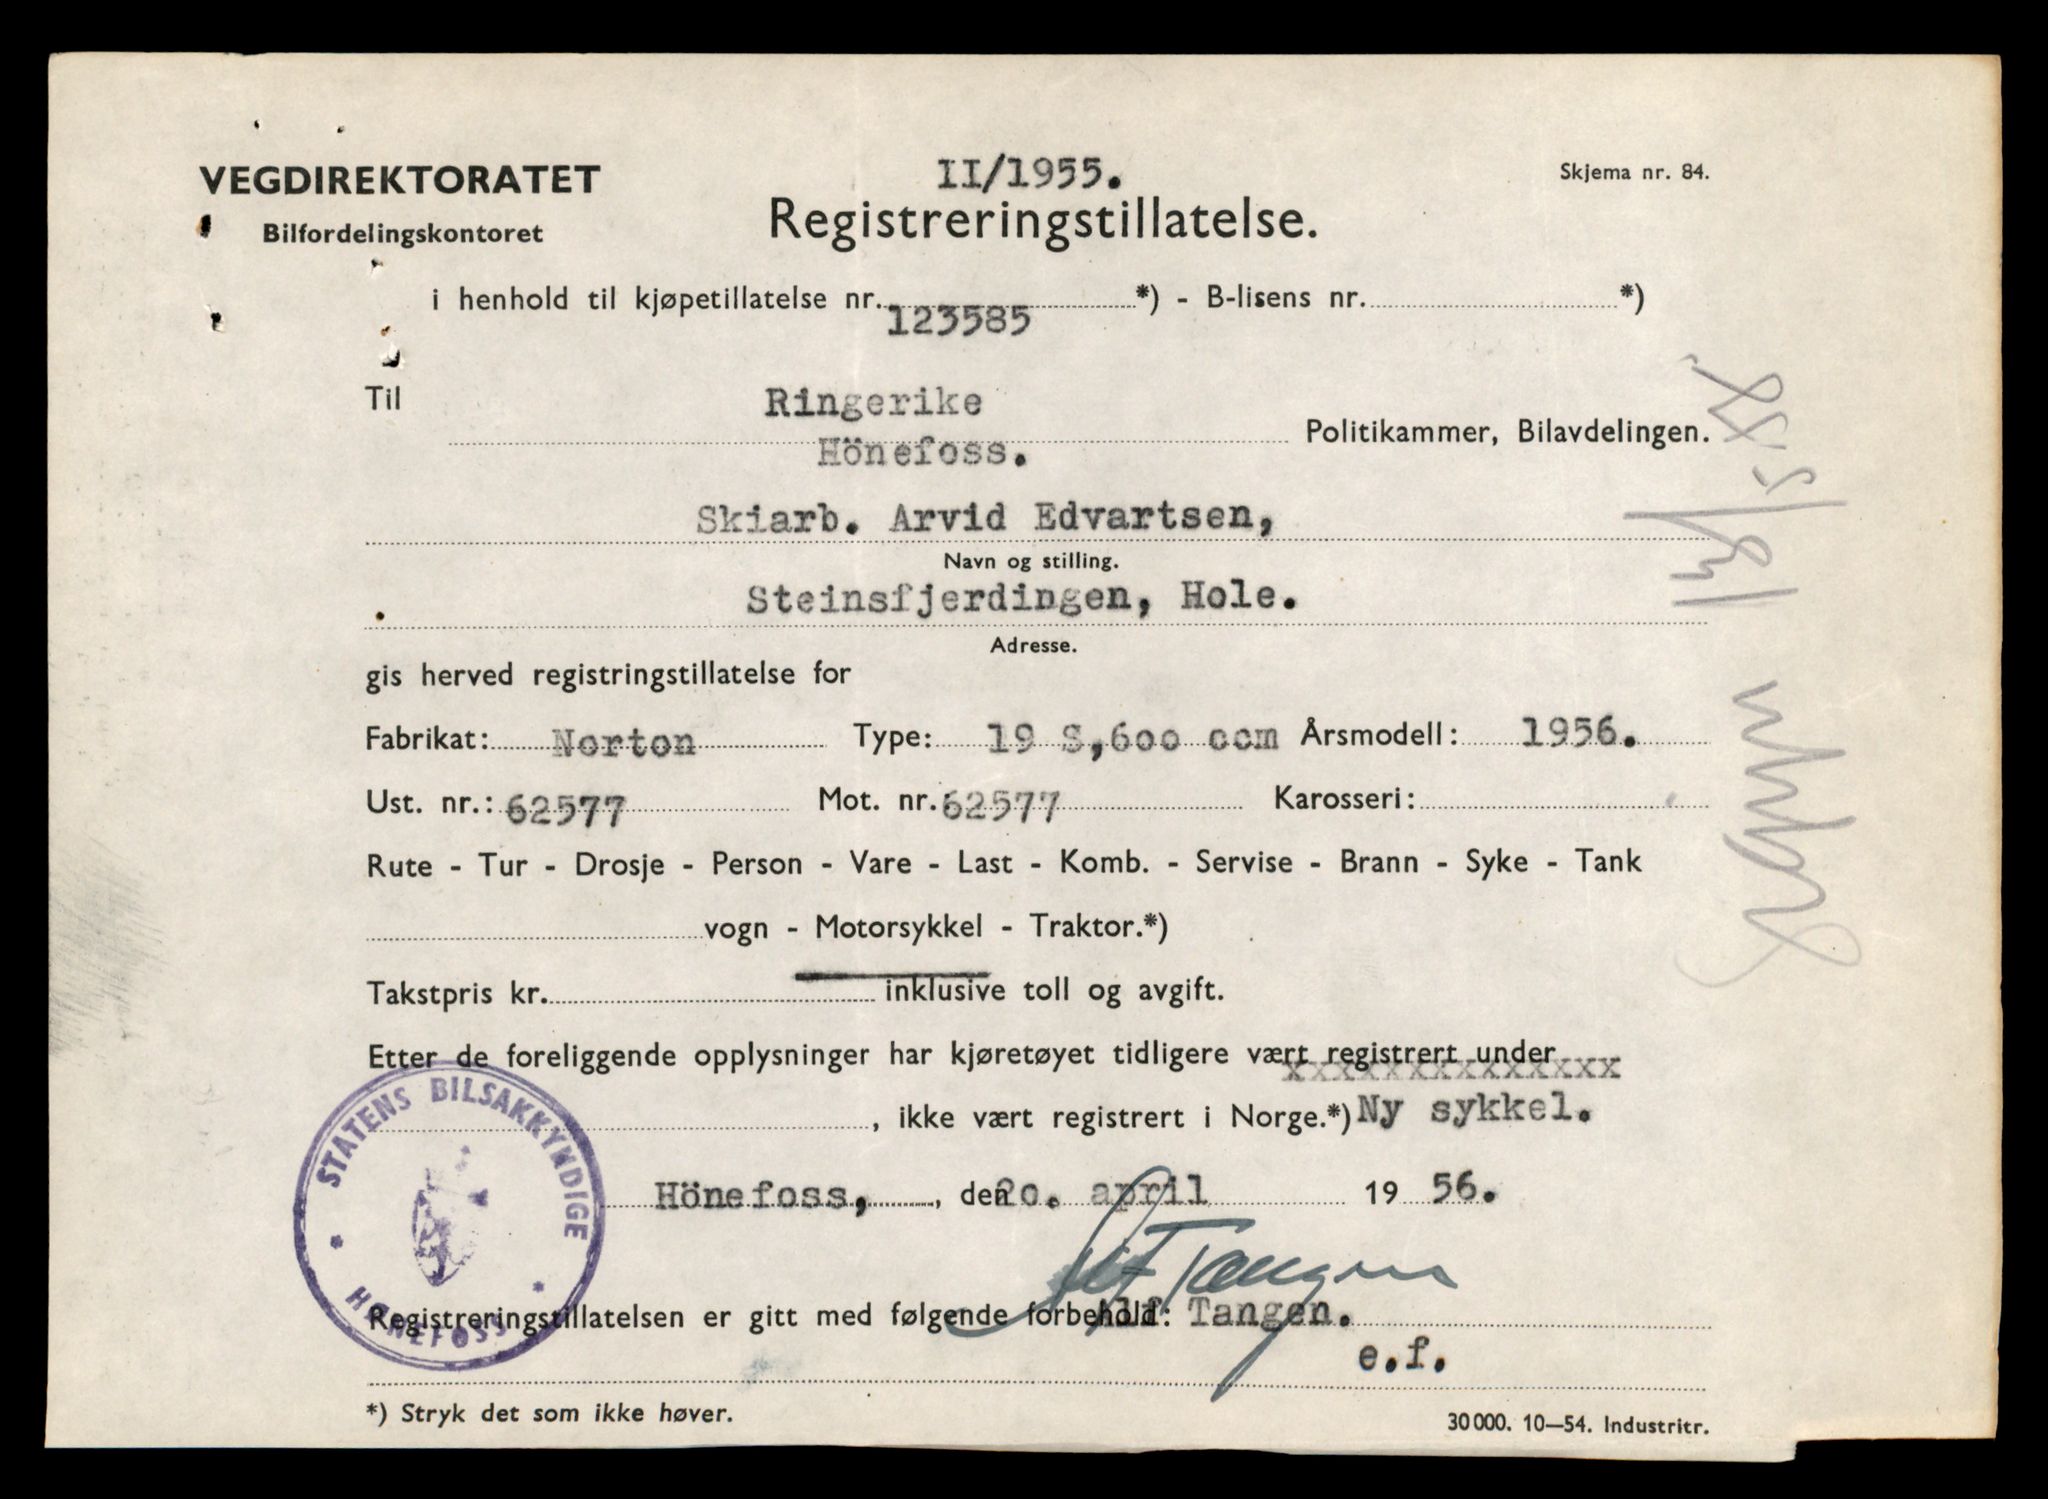 VEGDIREKTORATET
Bilfordelingskontoret
II/1955.
Skjema nr. 84.
Registreringstillatelse.
i henhold til kjøpetillatelse nr. 123585 *) - B-lisens nr. *)
Til Ringerike
Hönefoss. Politikammer, Bilavdelingen.
Skiarb. Arvid Edvartsen,
Navn og stilling.
Steinsfjerdingen, Hole.
Adresse.
gis herved registringstillatelse for
Fabrikat: Norton Type: 19 S,600 ccm Årsmodell: 1956.
Ust. nr.: 62577 Mot. nr.: 62577 Karosseri:
Rute - Tur - Drosje - Person - Vare - Last - Komb. - Servise - Brann - Syke - Tank
vogn - Motorsykkel - Traktor.*)
Takstpris kr. inklusive toll og avgift.
Etter de foreliggende opplysninger har kjøretøyet tidligere vært registrert under
xxxxxxxxxxxxxx
, ikke vært registrert i Norge.*) Ny sykkel.
Hönefoss, , den 20. april 19 56.
Alf Tangen
Registreringstillatelsen er gitt med følgende forbehold: Alf Tangen.
e.f.
*) Stryk det som ikke høver.
30000. 10—54. Industritr.
STATENS BILSAKKYNDIGE
* HØNEFOSS *